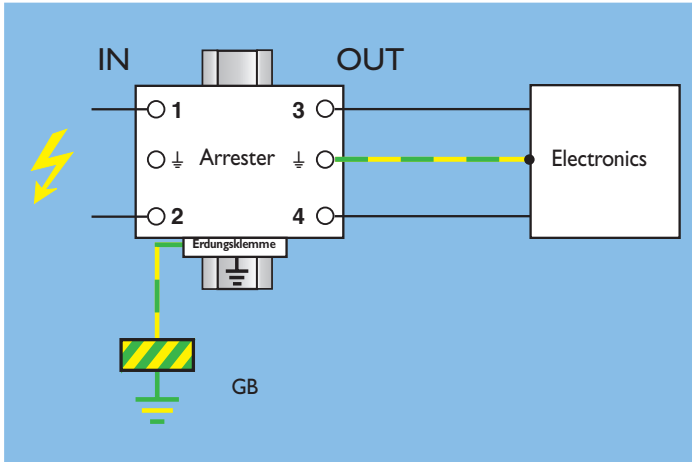 IN OUT
1 3
Arrester Electronics
2 4
Erdungsklemme
GB